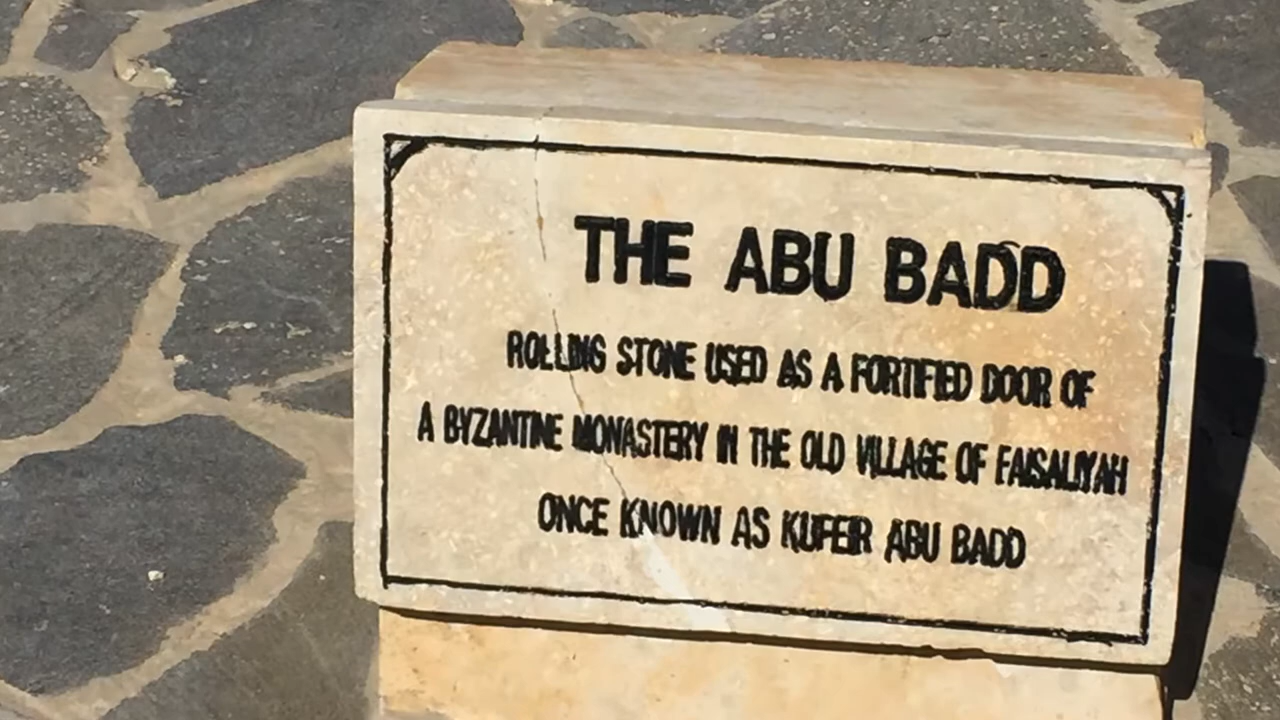 THE ABU BADD
ROLLING STONE USED AS A FORTIFIED DOOR OF
A BYZANTINE MONASTERY IN THE OLD VILLAGE OF FAISALIYAH
ONCE KNOWN AS KUFEIR ABU BADD